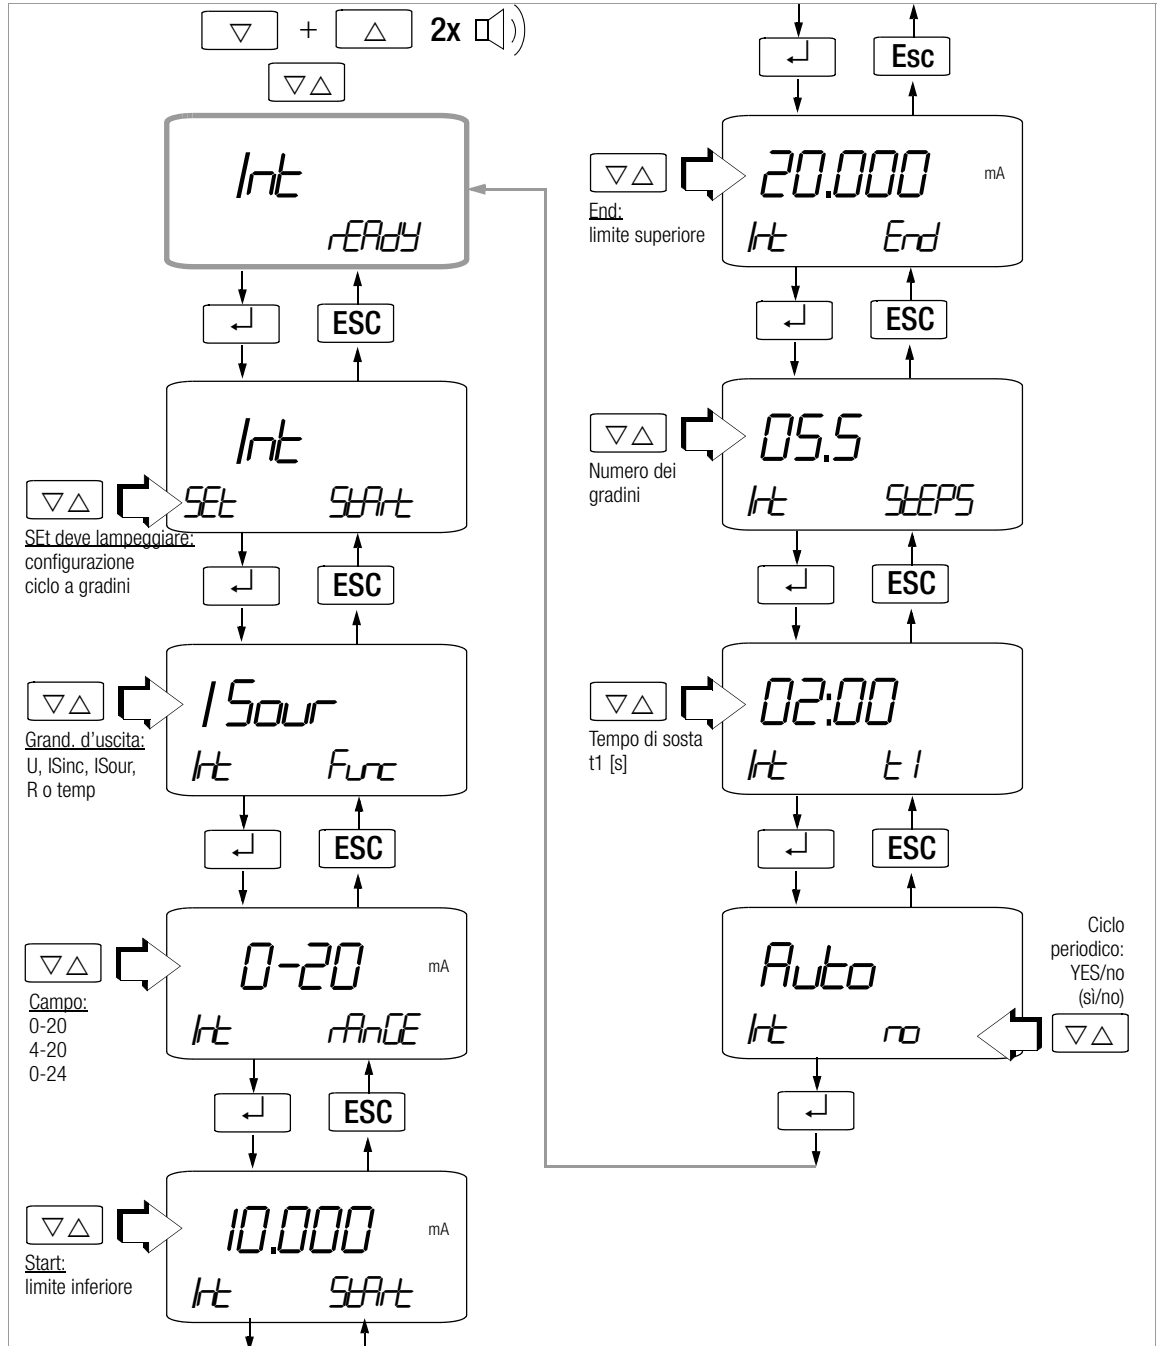 + 2x
Int
rEAdY
ESC
Int
SEt StArt
SEt deve lampeggiare:
configurazione
ciclo a gradini
ESC
I Sour
Int Func
Grand. d'uscita:
U, ISinc, ISour,
R o temp
ESC
0-20 mA
Int rAnGE
Campo:
0-20
4-20
0-24
ESC
10.000 mA
Int StArt
Start:
limite inferiore
Esc
20.000 mA
Int End
End:
limite superiore
ESC
05.5
Int StEPS
Numero dei
gradini
ESC
02:00
Int t1
Tempo di sosta
t1 [s]
ESC
Auto
Int no
Ciclo
periodico:
YES/no
(sì/no)